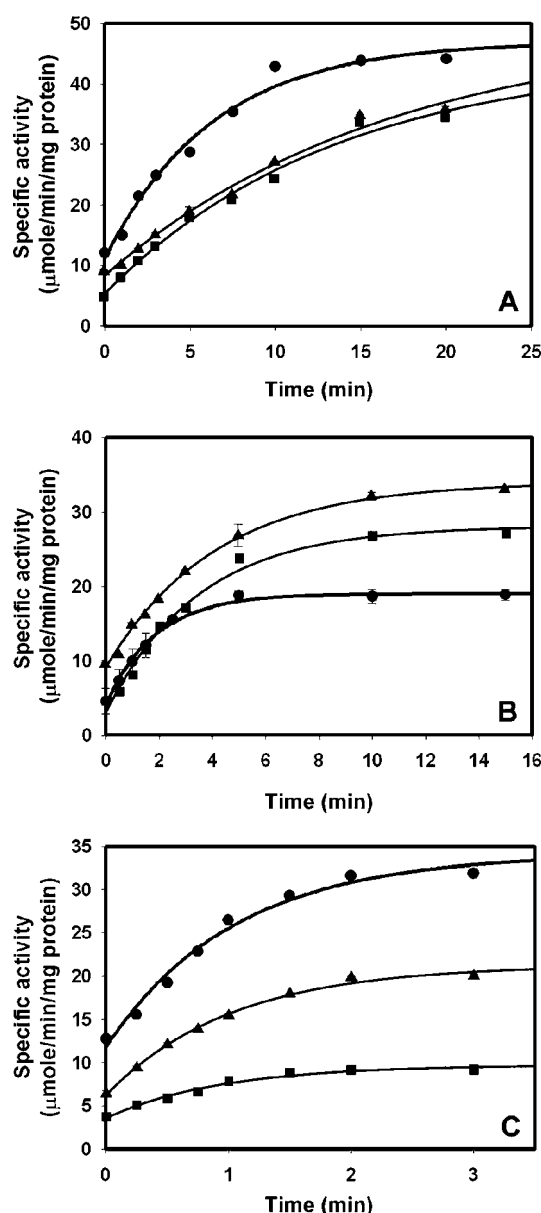 50
40
30
20
10
0
Specific activity
(μmole/min/mg protein)
A
0 5 10 15 20 25
Time (min)
40
30
20
10
0
Specific activity
(μmole/min/mg protein)
B
0 2 4 6 8 10 12 14 16
Time (min)
35
30
25
20
15
10
5
0
Specific activity
(μmole/min/mg protein)
C
0 1 2 3
Time (min)